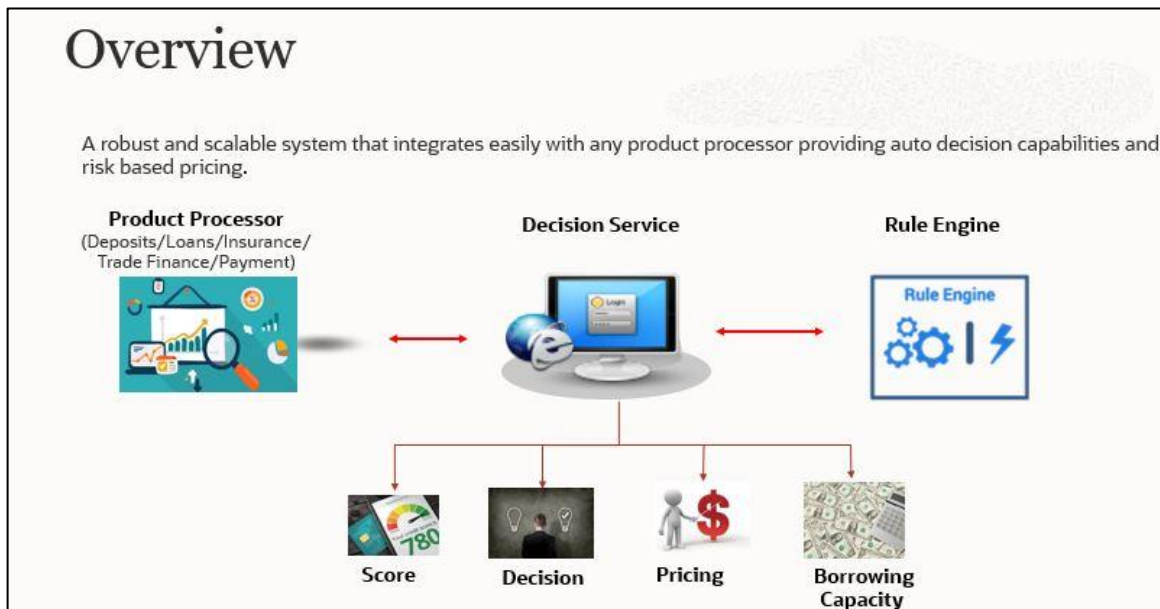 Overview
A robust and scalable system that integrates easily with any product processor providing auto decision capabilities and
risk based pricing.
Product Processor
(Deposits/Loans/Insurance/
Trade Finance/Payment)
Decision Service
Rule Engine
Login
Rule Engine
780
Score
Decision
Pricing
Borrowing
Capacity